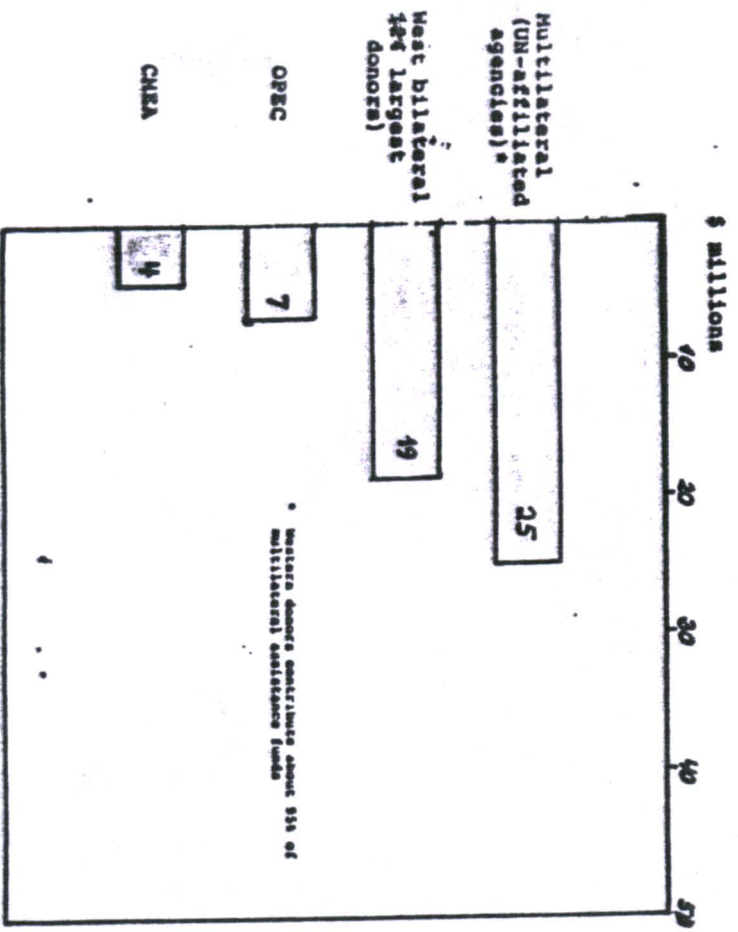 $ millions
10
20
30
40
50
Multilateral
(UN-affiliated
agencies)*
25
West bilateral
largest
donors)
19
OPEC
7
CMEA
4
* Western donors contribute about 95% of
multilateral assistance funds